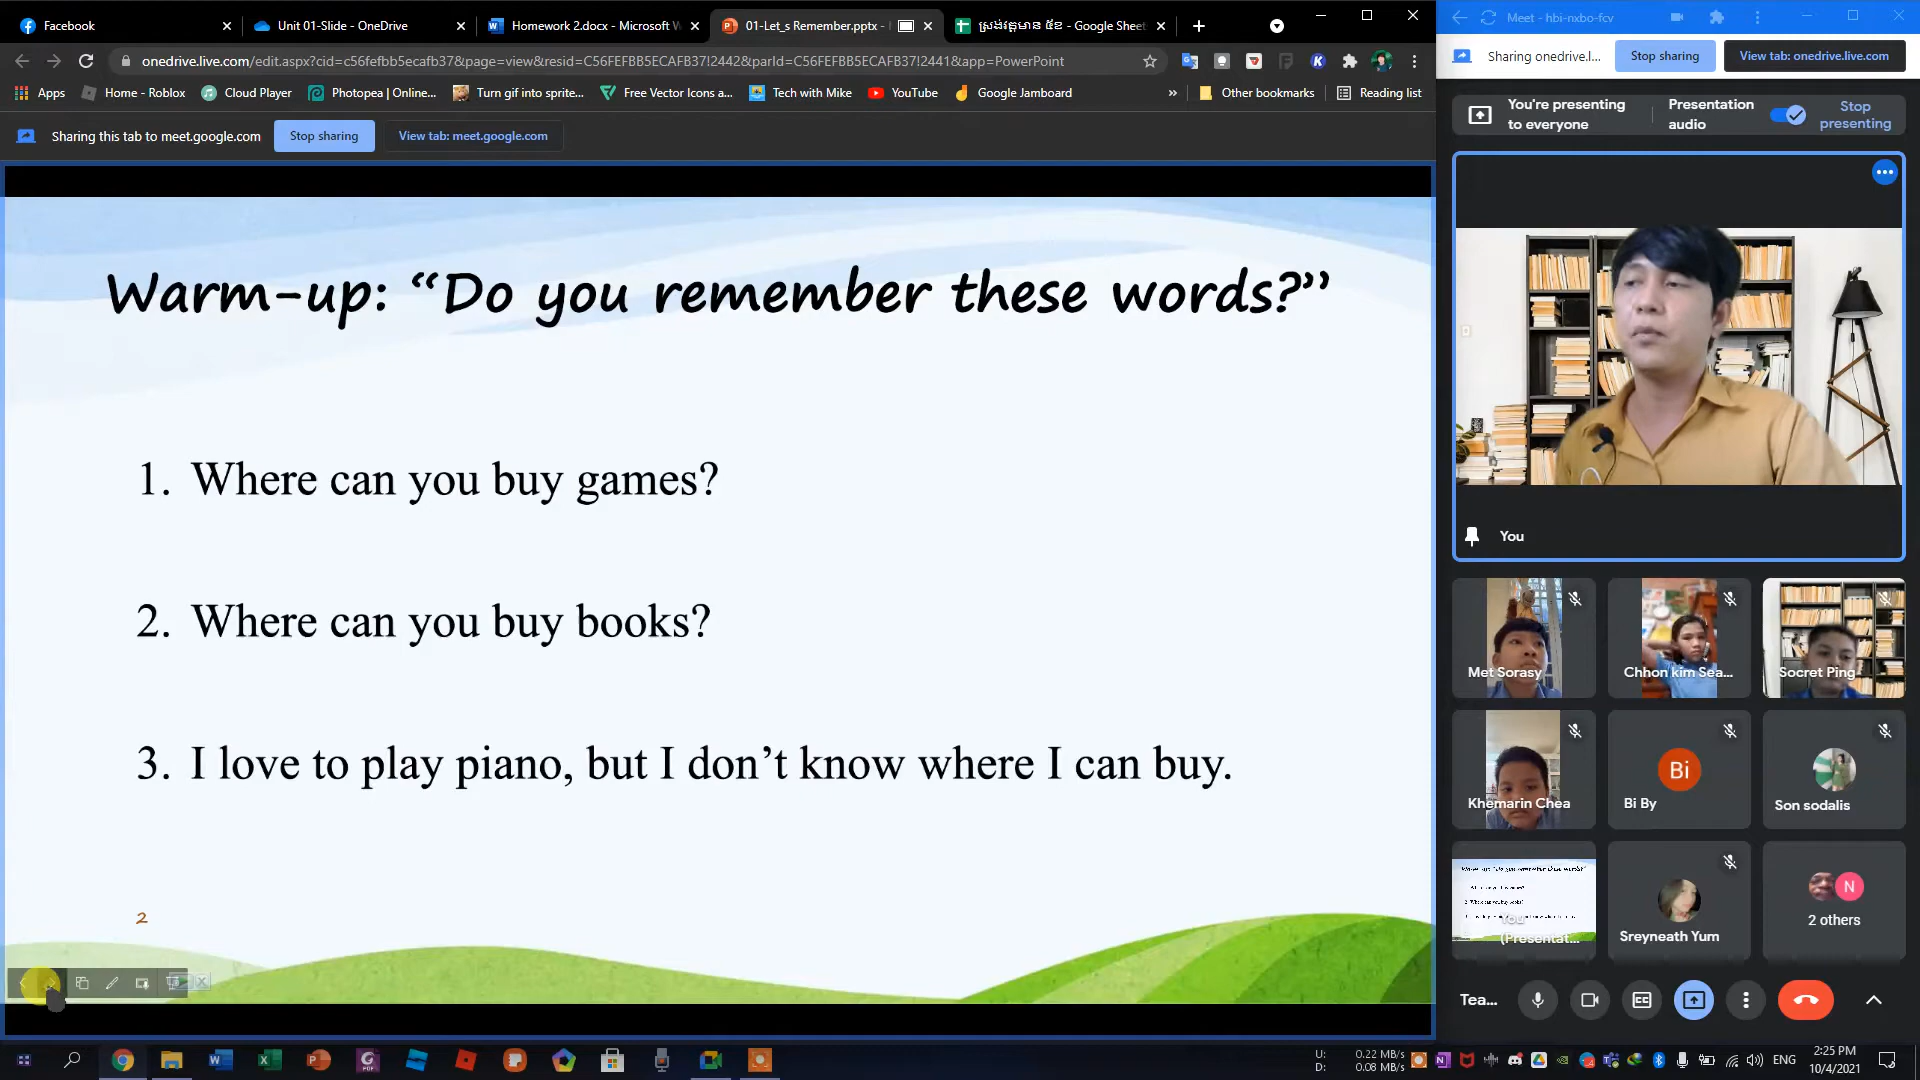 Facebook
Unit 01-Slide - OneDrive
Homework 2.docx - Microsoft W
01-Let_s Remember.pptx -
ស្រង់វត្តមាន ៥ខ - Google Sheet
onedrive.live.com/edit.aspx?cid=c56fefbb5ecafb37&page=view&resid=C56FEFBB5ECAFB37!2442&parId=C56FEFBB5ECAFB37!2441&app=PowerPoint
Apps
Home - Roblox
Cloud Player
Photopea | Online...
Turn gif into sprite...
Free Vector Icons a...
Tech with Mike
YouTube
Google Jamboard
»
Other bookmarks
Reading list
Sharing this tab to meet.google.com
Stop sharing
View tab: meet.google.com
Warm-up: “Do you remember these words?”
1. Where can you buy games?
2. Where can you buy books?
3. I love to play piano, but I don’t know where I can buy.
2
Meet - hbi-nxbo-fcv
Sharing onedrive.l...
Stop sharing
View tab: onedrive.live.com
You're presenting
to everyone
Presentation
audio
Stop
presenting
You
Met Sorasy
Chhon kim Sea...
Socret Ping
Khemarin Chea
Bi
Bi By
Son sodalis
You
(Presentat...
Sreyneath Yum
N
2 others
Tea...
U: 0.22 MB/s
D: 0.08 MB/s
ENG
2:25 PM
10/4/2021